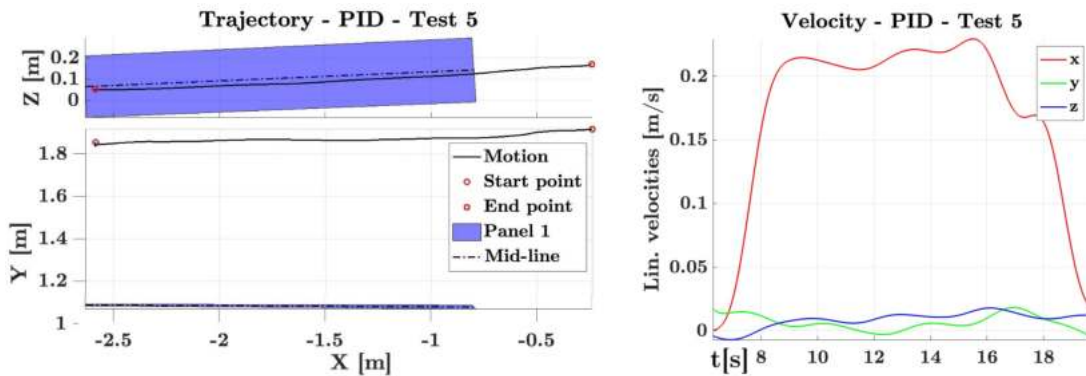 Trajectory - PID - Test 5
Z [m]
0.2
0.1
0
Y [m]
1.8
1.6
1.4
1.2
1
Motion
Start point
End point
Panel 1
Mid-line
-2.5 -2 -1.5 -1 -0.5
X [m]
Velocity - PID - Test 5
Lin. velocities [m/s]
0.2
0.15
0.1
0.05
0
x
y
z
t[s] 8 10 12 14 16 18